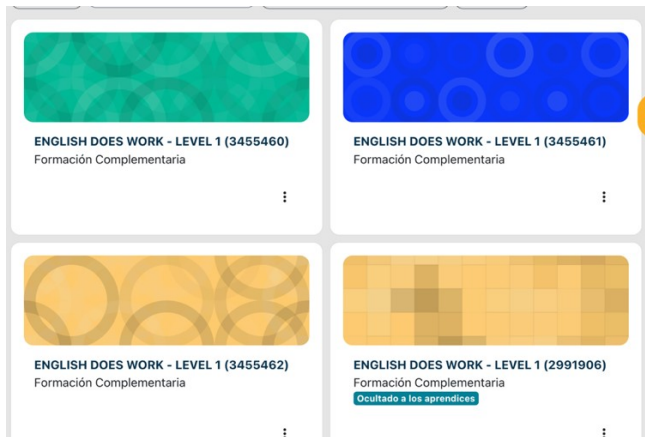 ENGLISH DOES WORK - LEVEL 1 (3455460)
Formación Complementaria
ENGLISH DOES WORK - LEVEL 1 (3455461)
Formación Complementaria
ENGLISH DOES WORK - LEVEL 1 (3455462)
Formación Complementaria
ENGLISH DOES WORK - LEVEL 1 (2991906)
Formación Complementaria
Ocultado a los aprendices